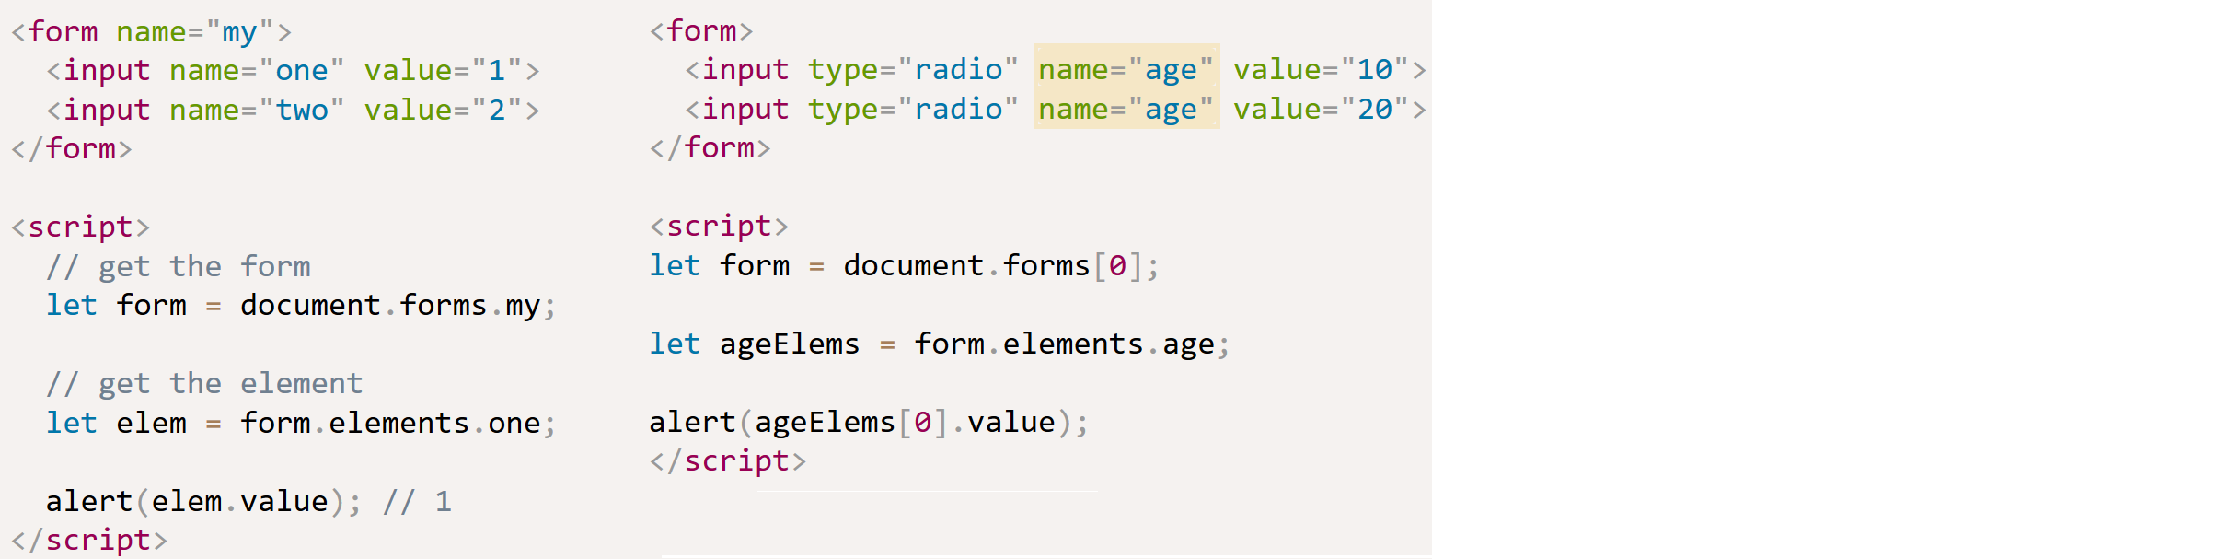 <form name="my">
  <input name="one" value="1">
  <input name="two" value="2">
</form>

<script>
  // get the form
  let form = document.forms.my;

  // get the element
  let elem = form.elements.one;

  alert(elem.value); // 1
</script>

<form>
  <input type="radio" name="age" value="10">
  <input type="radio" name="age" value="20">
</form>

<script>
let form = document.forms[0];

let ageElems = form.elements.age;

alert(ageElems[0].value);
</script>